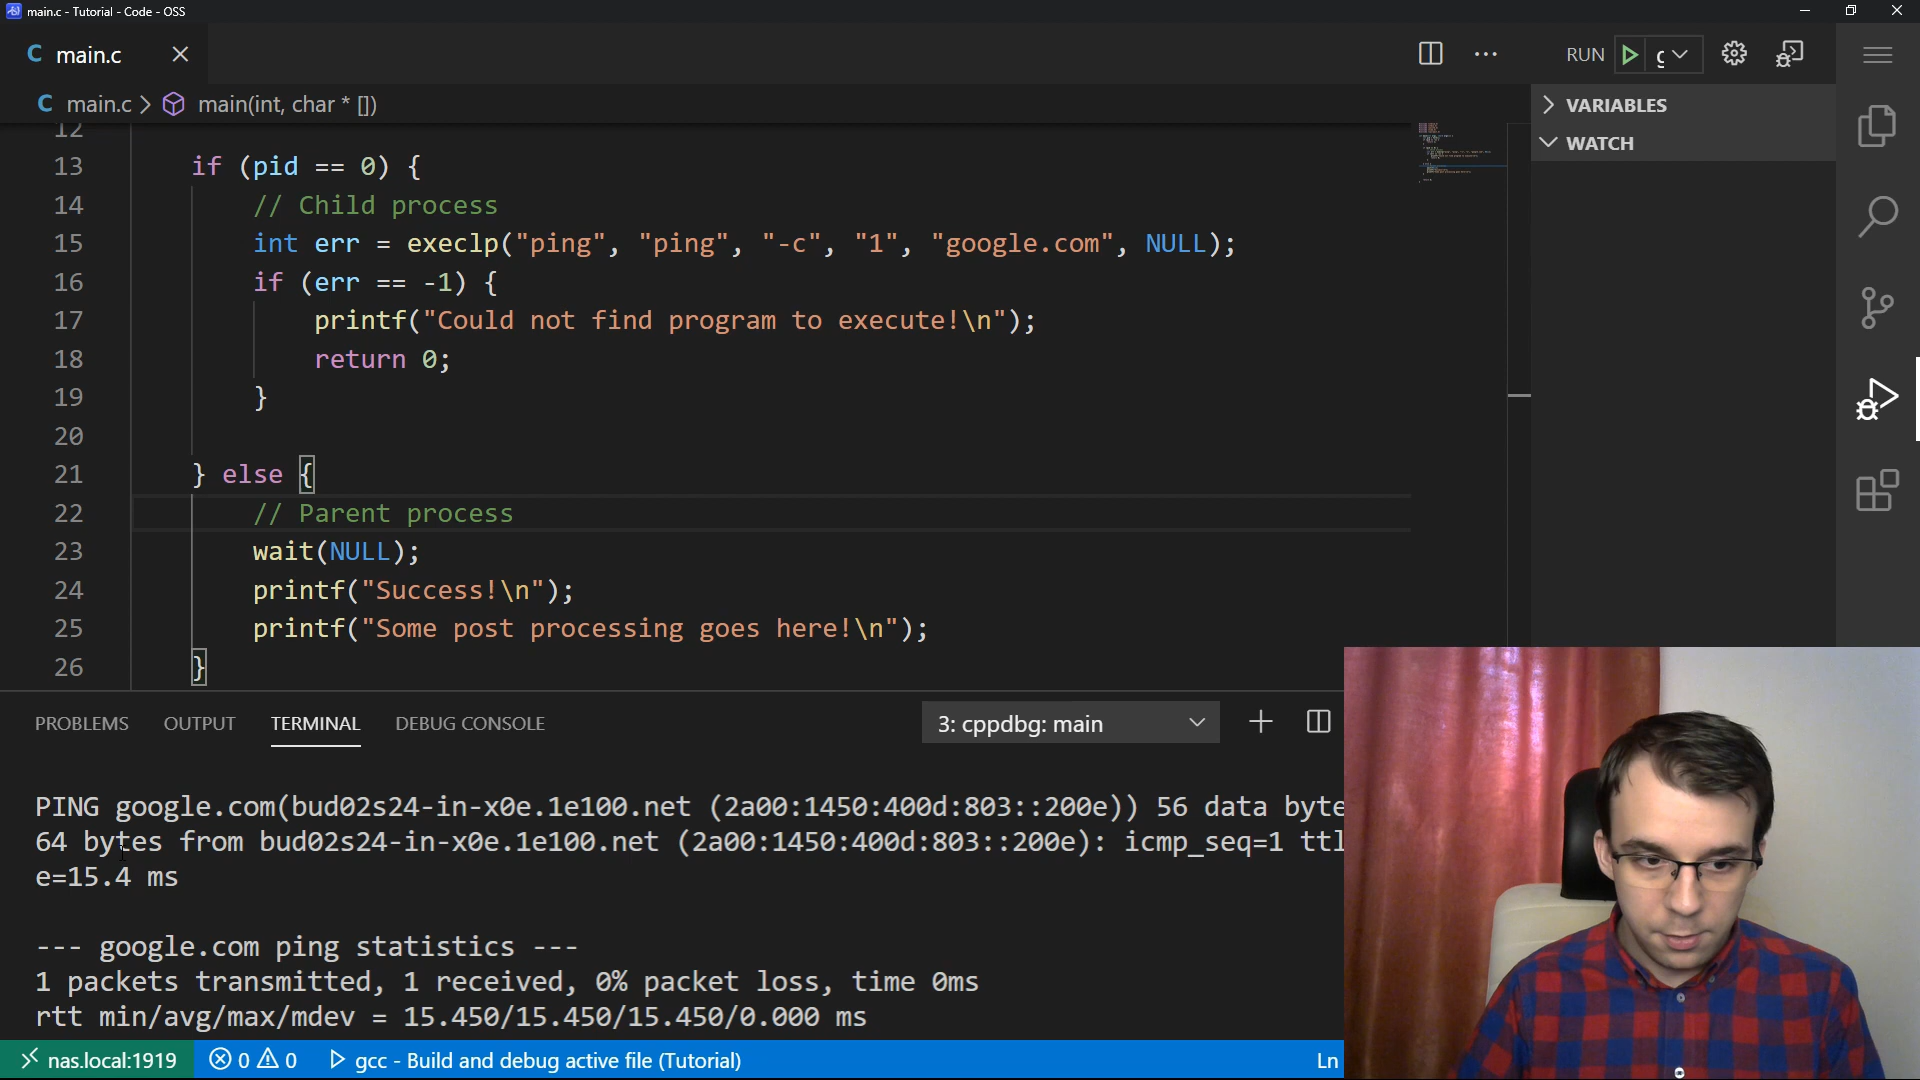 main.c - Tutorial - Code - OSS
C main.c
RUN
C main.c > main(int, char * [])
VARIABLES
WATCH
12
13 if (pid == 0) {
14 // Child process
15 int err = execlp("ping", "ping", "-c", "1", "google.com", NULL);
16 if (err == -1) {
17 printf("Could not find program to execute!\n");
18 return 0;
19 }
20
21 } else {
22 // Parent process
23 wait(NULL);
24 printf("Success!\n");
25 printf("Some post processing goes here!\n");
26 }
PROBLEMS OUTPUT TERMINAL DEBUG CONSOLE 3: cppdbg: main
PING google.com(bud02s24-in-x0e.1e100.net (2a00:1450:400d:803::200e)) 56 data byte
64 bytes from bud02s24-in-x0e.1e100.net (2a00:1450:400d:803::200e): icmp_seq=1 ttl
e=15.4 ms
--- google.com ping statistics ---
1 packets transmitted, 1 received, 0% packet loss, time 0ms
rtt min/avg/max/mdev = 15.450/15.450/15.450/0.000 ms
nas.local:1919 0 0 gcc - Build and debug active file (Tutorial) Ln